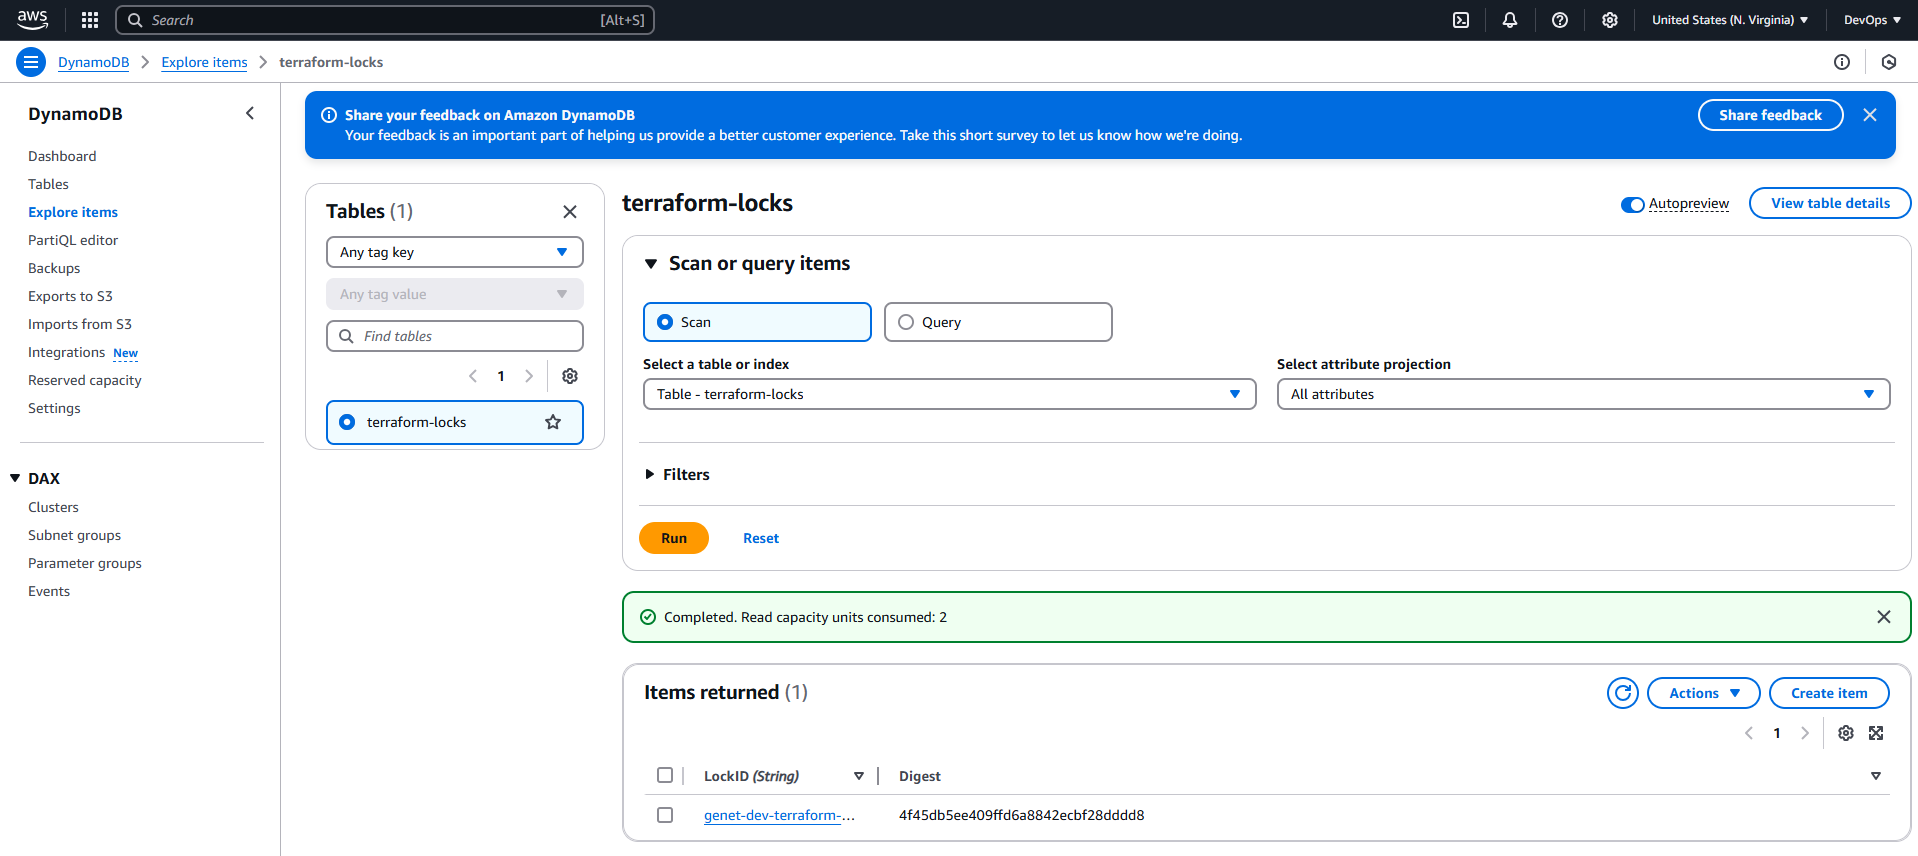 aws
Search [Alt+S]
United States (N. Virginia)
DevOps
DynamoDB
Explore items
terraform-locks
DynamoDB
Dashboard
Tables
Explore items
PartiQL editor
Backups
Exports to S3
Imports from S3
Integrations New
Reserved capacity
Settings
DAX
Clusters
Subnet groups
Parameter groups
Events
Share your feedback on Amazon DynamoDB
Your feedback is an important part of helping us provide a better customer experience. Take this short survey to let us know how we're doing.
Share feedback
Tables (1)
Any tag key
Any tag value
Find tables
1
terraform-locks
terraform-locks
Autopreview
View table details
Scan or query items
Scan
Query
Select a table or index
Table - terraform-locks
Select attribute projection
All attributes
Filters
Run
Reset
Completed. Read capacity units consumed: 2
Items returned (1)
Actions
Create item
1
LockID (String)
Digest
genet-dev-terraform-...
4f45db5ee409ffd6a8842ecbf28dddd8